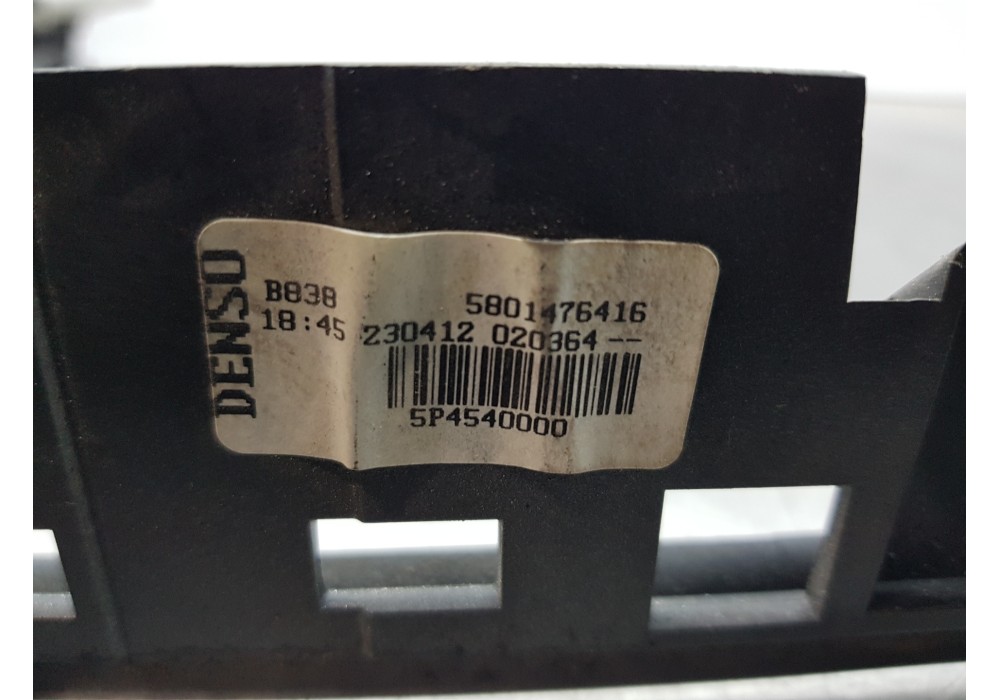 DENSO
B838 5801476416
18:45 230412 020364 --
5P4540000